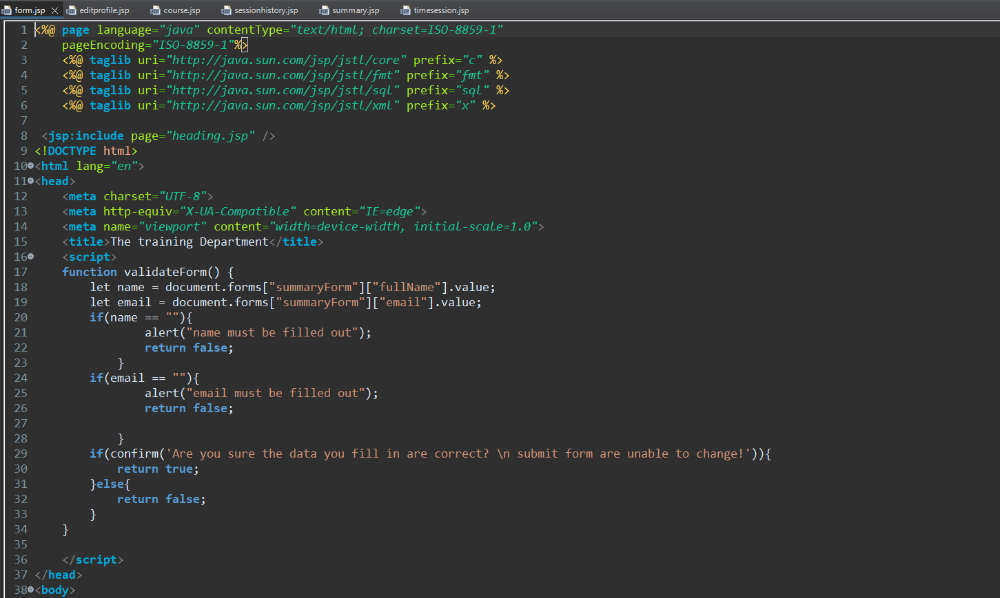 form.jsp editprofile.jsp course.jsp sessionhistory.jsp summary.jsp timesession.jsp
1 <%@ page language="java" contentType="text/html; charset=ISO-8859-1"
2     pageEncoding="ISO-8859-1"%>
3     <%@ taglib uri="http://java.sun.com/jsp/jstl/core" prefix="c" %>
4     <%@ taglib uri="http://java.sun.com/jsp/jstl/fmt" prefix="fmt" %>
5     <%@ taglib uri="http://java.sun.com/jsp/jstl/sql" prefix="sql" %>
6     <%@ taglib uri="http://java.sun.com/jsp/jstl/xml" prefix="x" %>
7
8  <jsp:include page="heading.jsp" />
9 <!DOCTYPE html>
10 <html lang="en">
11 <head>
12     <meta charset="UTF-8">
13     <meta http-equiv="X-UA-Compatible" content="IE=edge">
14     <meta name="viewport" content="width=device-width, initial-scale=1.0">
15     <title>The training Department</title>
16     <script>
17     function validateForm() {
18         let name = document.forms["summaryForm"]["fullName"].value;
19         let email = document.forms["summaryForm"]["email"].value;
20         if(name == ""){
21                 alert("name must be filled out");
22                 return false;
23             }
24         if(email == ""){
25                 alert("email must be filled out");
26                 return false;
27
28             }
29         if(confirm('Are you sure the data you fill in are correct? \n submit form are unable to change!')){
30             return true;
31         }else{
32             return false;
33         }
34     }
35
36     </script>
37 </head>
38 <body>